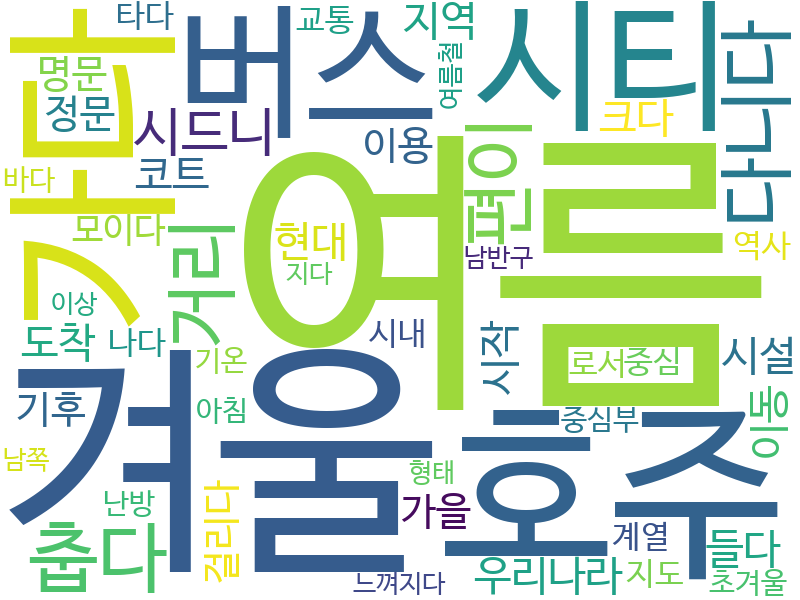 타다
교통
지역
버스
시티
다니다
가다
명문
정문
여름철
시드니
이용
크다
편이
코트
바다
모이다
여름
현대
남반구
역사
거리
지다
이상
도착
나다
시내
기온
시작
로서
중심
시설
겨울
호주
기후
아침
중심부
이동
남쪽
난방
걸리다
형태
가을
계열
들다
춥다
느껴지다
우리나라
지도
초겨울